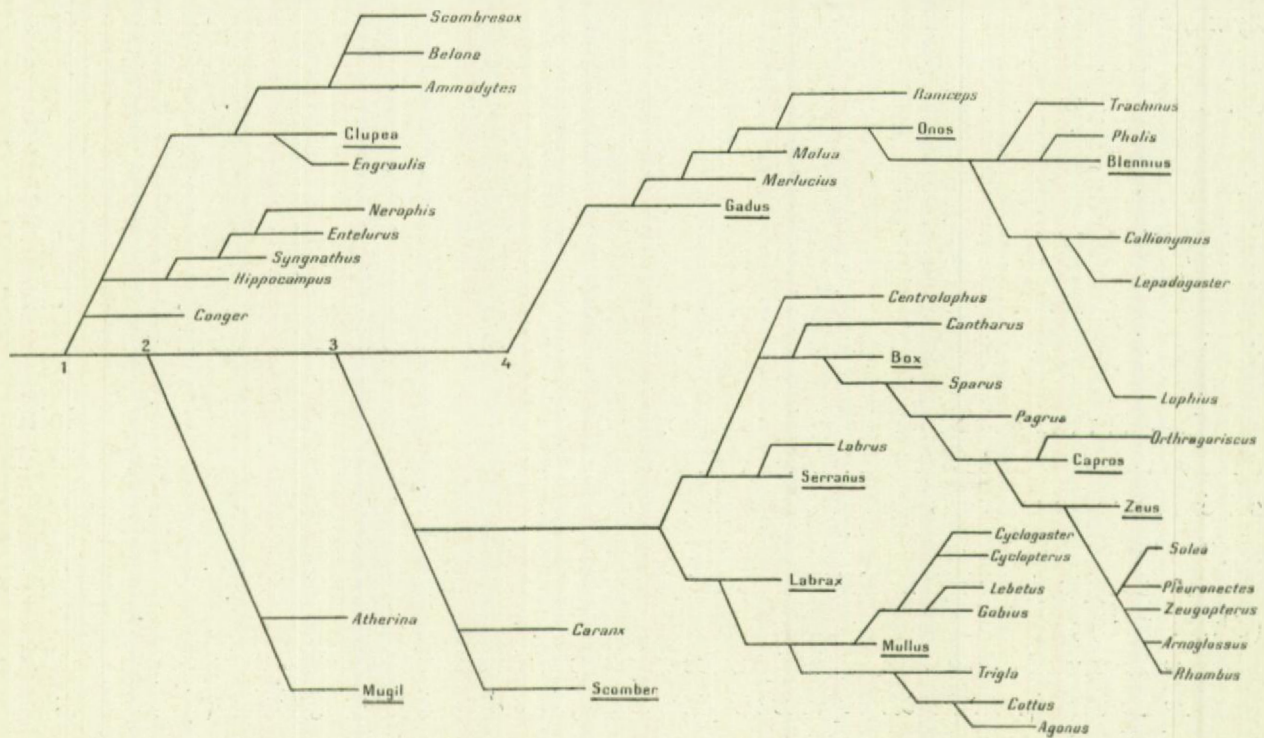 Scombresox
Belone
Ammodytes
Clupea
Engraulis
Nerophis
Entelurus
Syngnathus
Hippocampus
Conger
1
2
3
4
Atherina
Mugil
Caranx
Scomber
Raniceps
Onos
Molua
Merlucius
Gadus
Trachinus
Pholis
Blennius
Callionymus
Lepadogaster
Lophius
Centrolophus
Cantharus
Box
Sparus
Pagrus
Orthragoriscus
Capros
Zeus
Labrus
Serranus
Solea
Pleuronectes
Zeugopterus
Arnoglossus
Rhombus
Cyclogaster
Cyclopterus
Lebetus
Gobius
Labrax
Mullus
Trigla
Cottus
Agonus